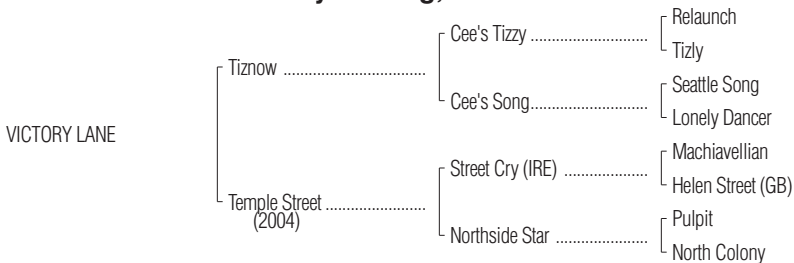 Relaunch
Cee's Tizzy ......................
Tizly
Tiznow ..................................
Seattle Song
Cee's Song......................
Lonely Dancer
VICTORY LANE
Machiavellian
Street Cry (IRE) ....................
Helen Street (GB)
Temple Street ........................
(2004)
Pulpit
Northside Star ......................
North Colony